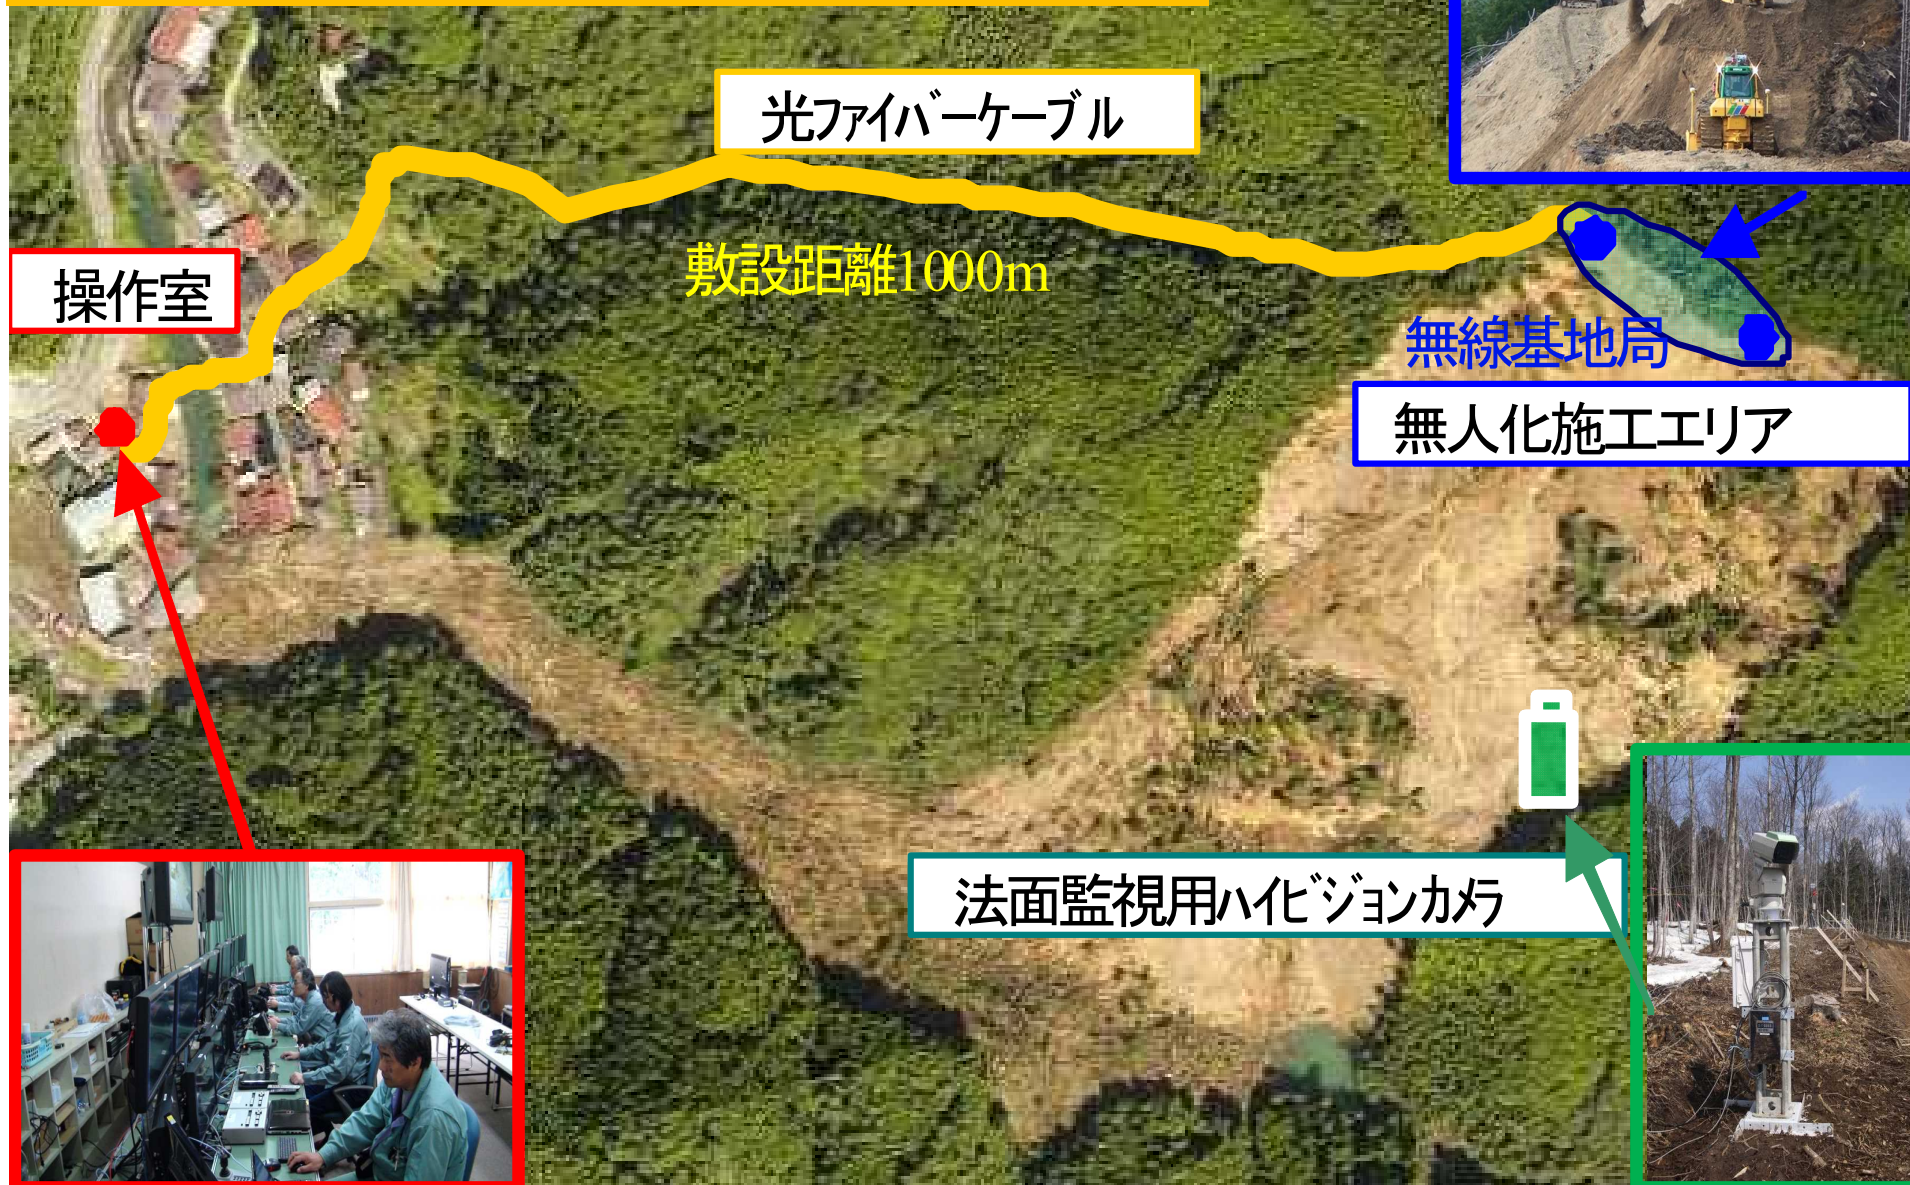 光ファイバーケーブル
敷設距離1000m
操作室
無線基地局
無人化施工エリア
法面監視用ハイビジョンカメラ